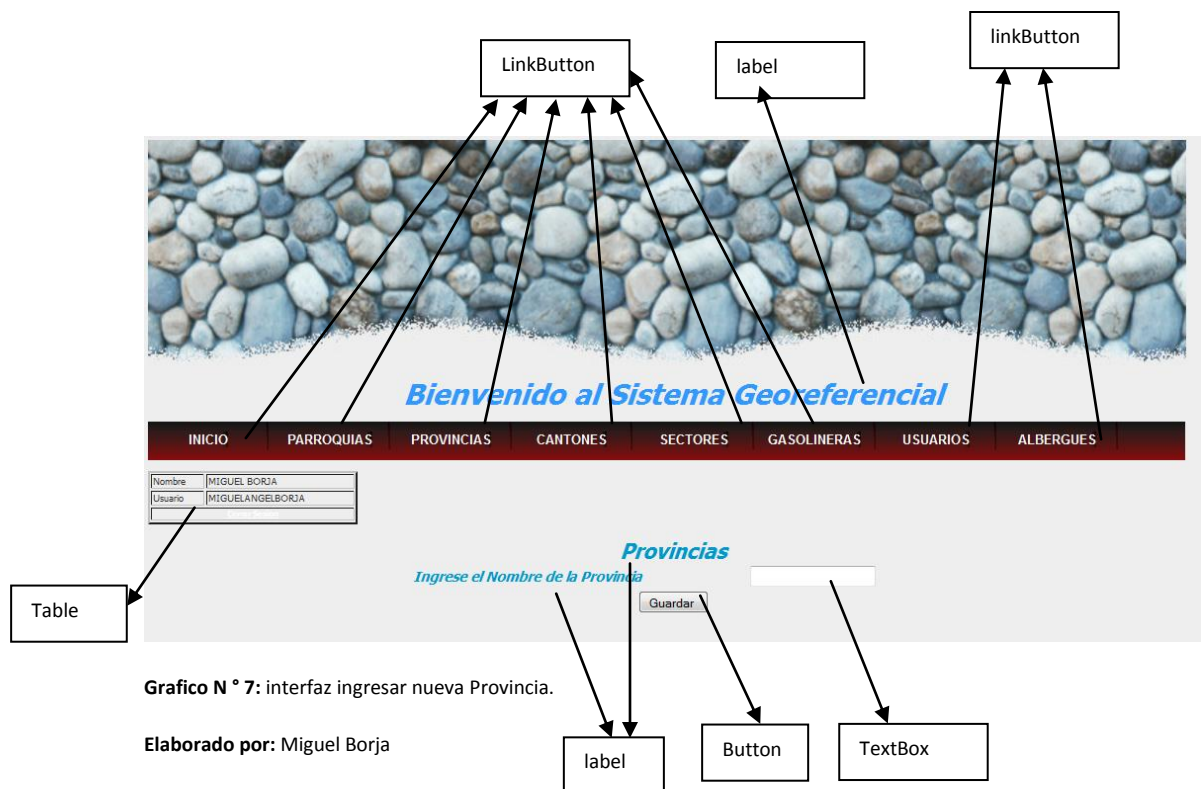 linkButton
LinkButton
label
Bienvenido al Sistema Georeferencial
INICIO PARROQUIAS PROVINCIAS CANTONES SECTORES GASOLINERAS USUARIOS ALBERGUES
Nombre MIGUEL BORJA
Usuario MIGUELANGELBORJA
Provincias
Ingrese el Nombre de la Provincia
Guardar
Table
Grafico N ° 7: interfaz ingresar nueva Provincia.
Elaborado por: Miguel Borja
label
Button
TextBox